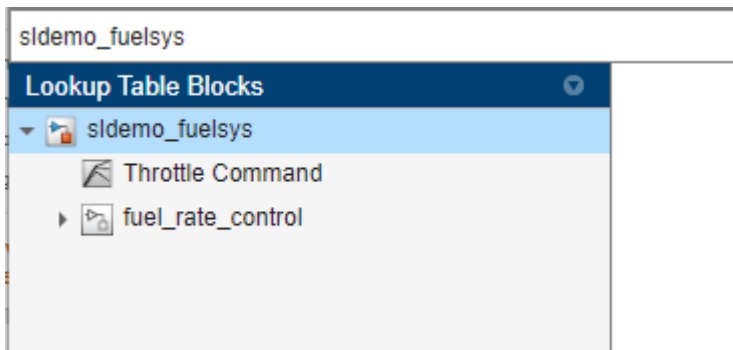 sldemo_fuelsys
Lookup Table Blocks
sldemo_fuelsys
Throttle Command
fuel_rate_control